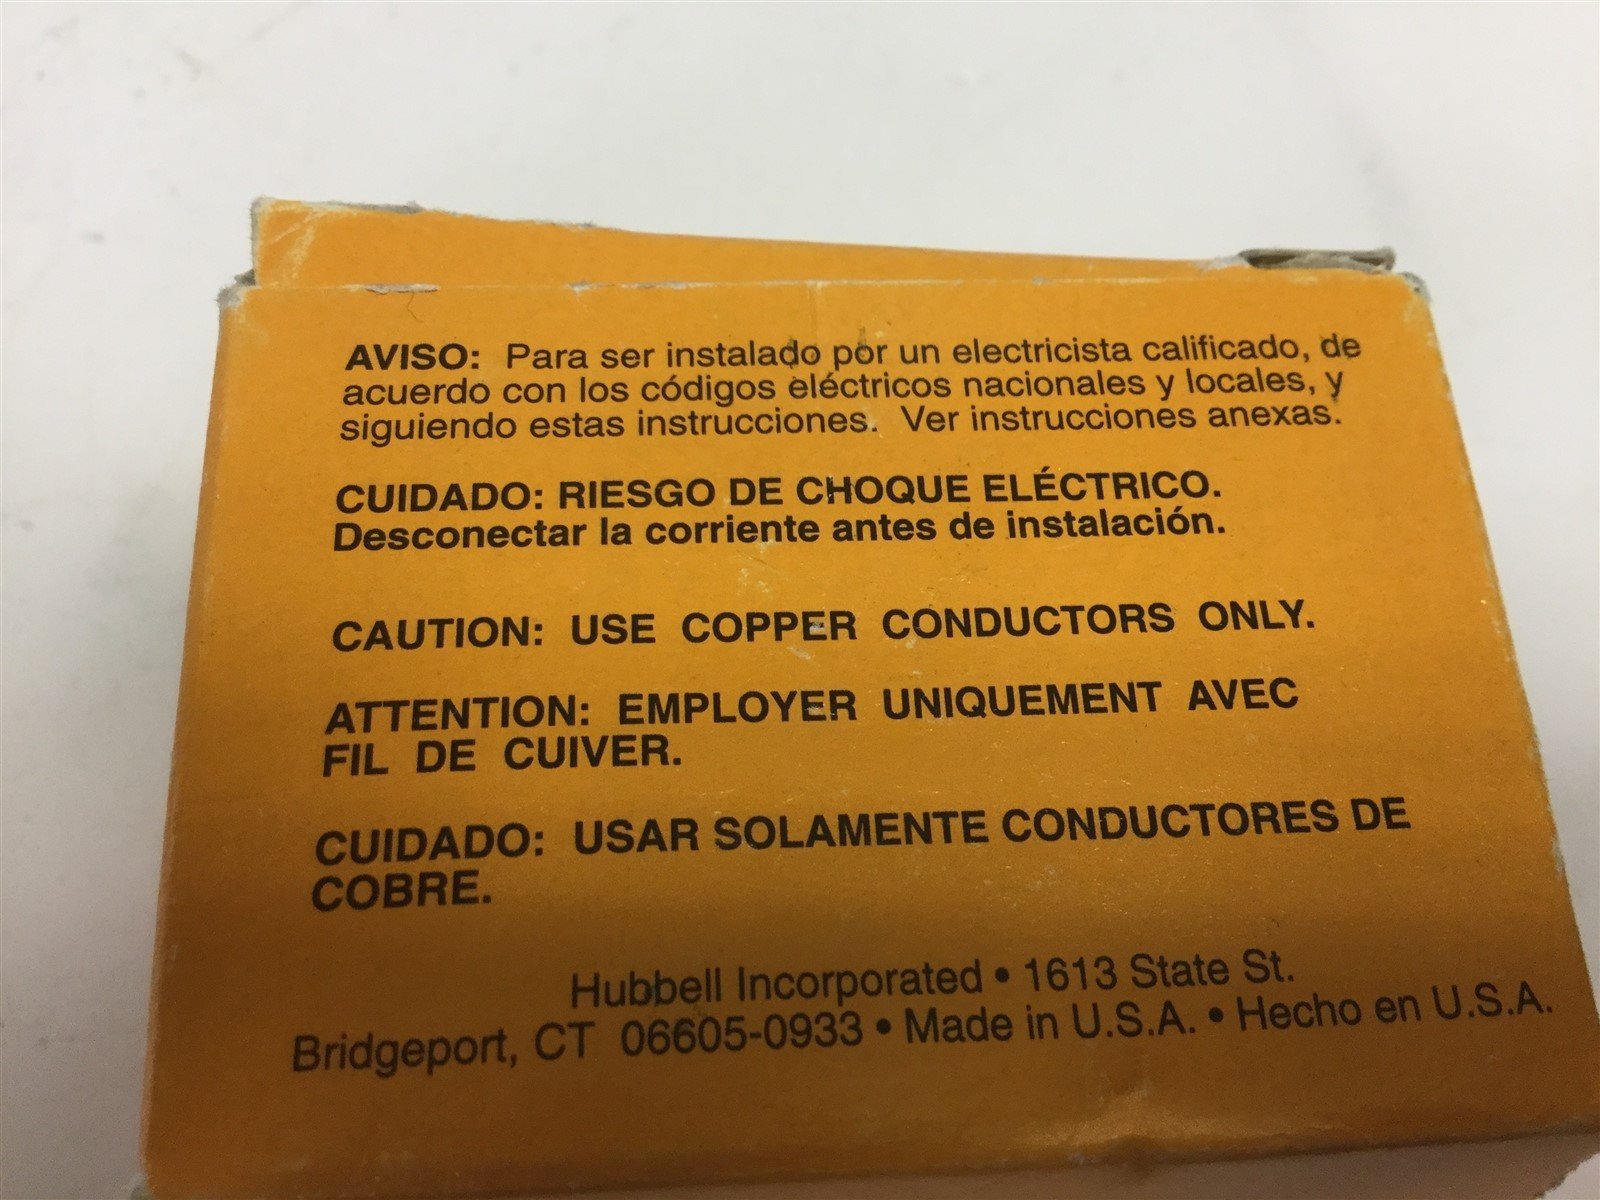 AVISO: Para ser instalado por un electricista calificado, de
acuerdo con los códigos eléctricos nacionales y locales, y
siguiendo estas instrucciones. Ver instrucciones anexas.
CUIDADO: RIESGO DE CHOQUE ELÉCTRICO.
Desconectar la corriente antes de instalación.
CAUTION: USE COPPER CONDUCTORS ONLY.
ATTENTION: EMPLOYER UNIQUEMENT AVEC
FIL DE CUIVER.
CUIDADO: USAR SOLAMENTE CONDUCTORES DE
COBRE.
Hubbell Incorporated • 1613 State St.
Bridgeport, CT 06605-0933 • Made in U.S.A. • Hecho en U.S.A.